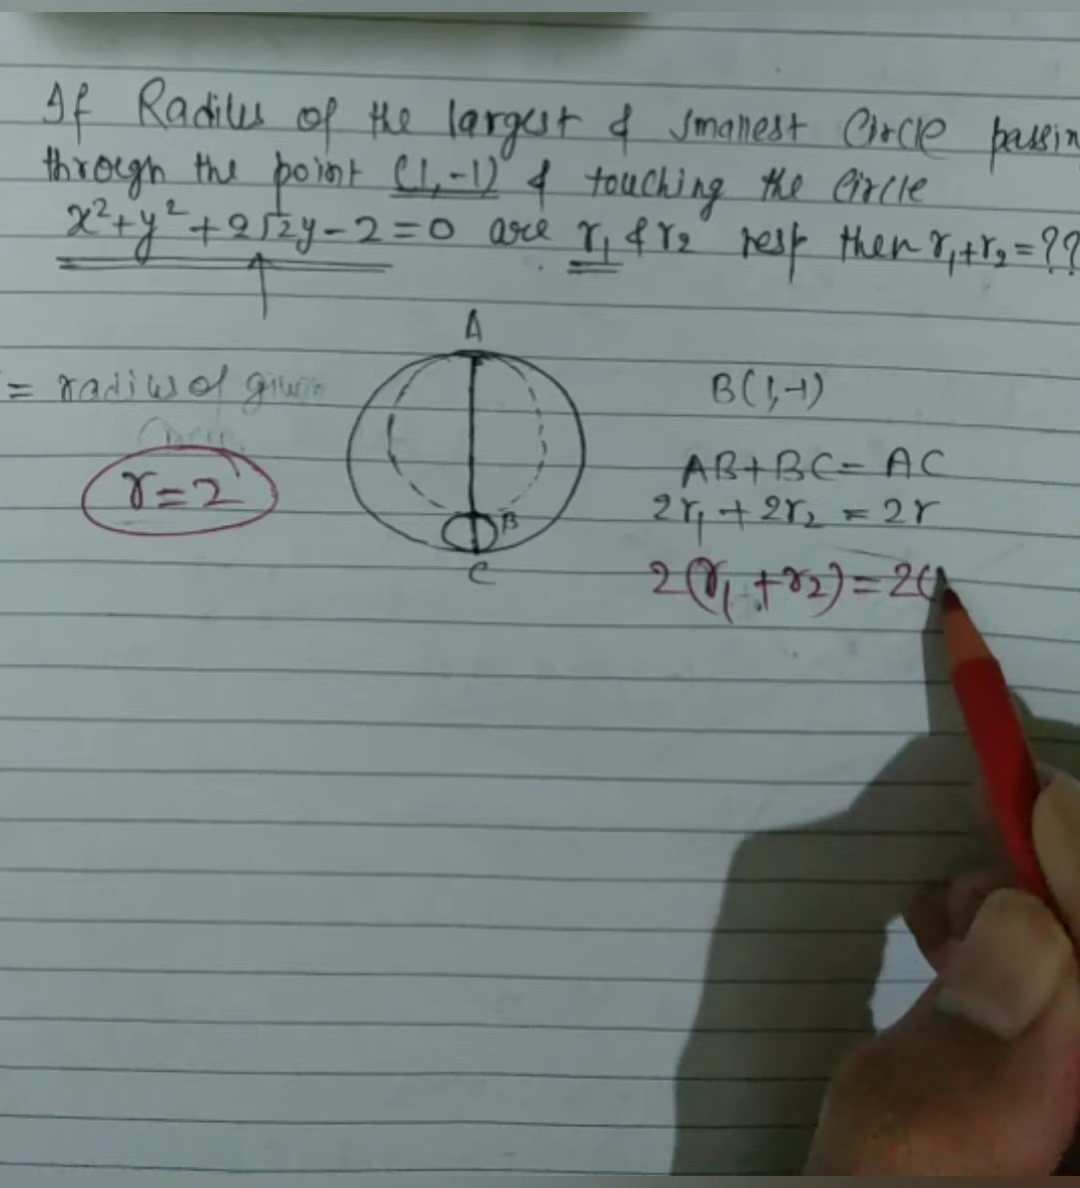 If Radius of the largest & smallest Circle passin
through the point (1,-1) & touching the Circle
x²+y²+2√2y-2=0 are r₁ & r₂ resp then r₁+r₂=??
A
= radius of given
B(1,-1)
r=2
AB+BC=AC
B
2r₁+2r₂=2r
C
2(r₁+r₂)=2(